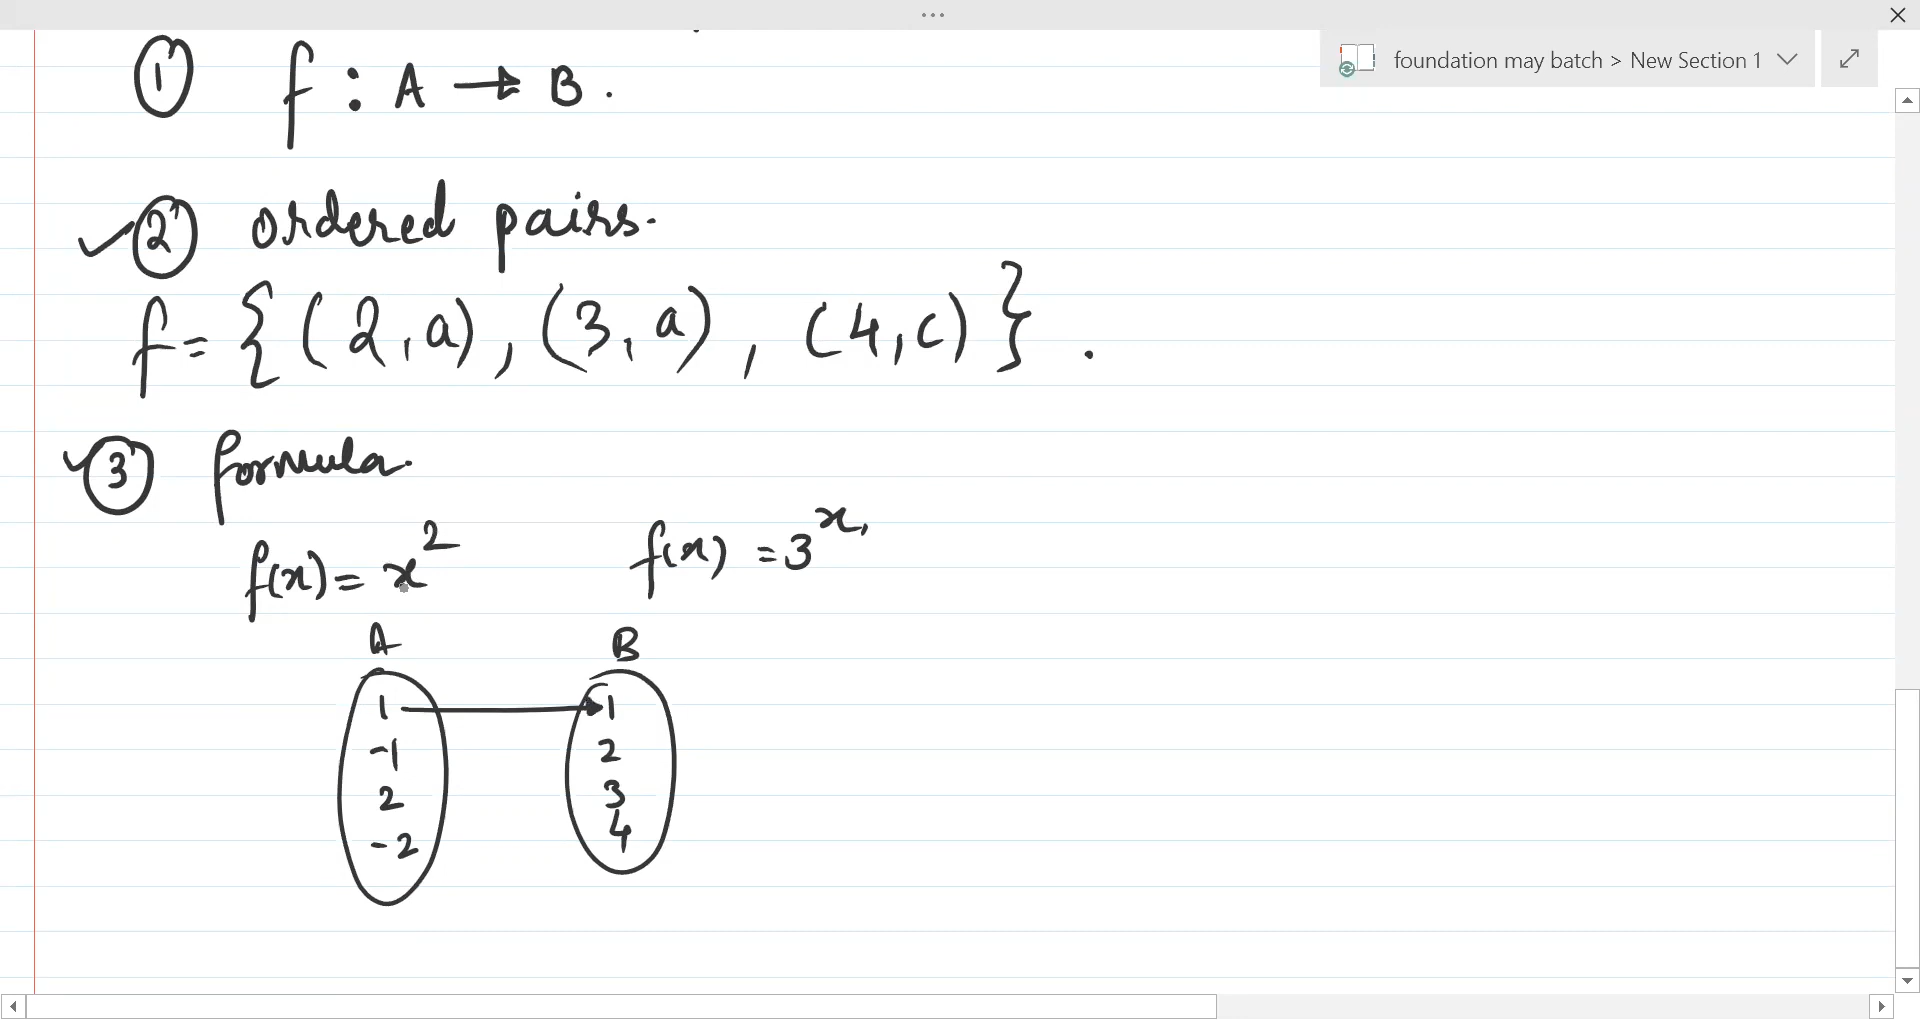 foundation may batch > New Section 1
① f : A → B .
✓② ordered pairs.
f = { (2, a), (3, a), (4, c) } .
✓③ formula.
f(x) = x² f(x) = 3ˣ,
A B
1 → 1
-1 2
2 3
-2 4